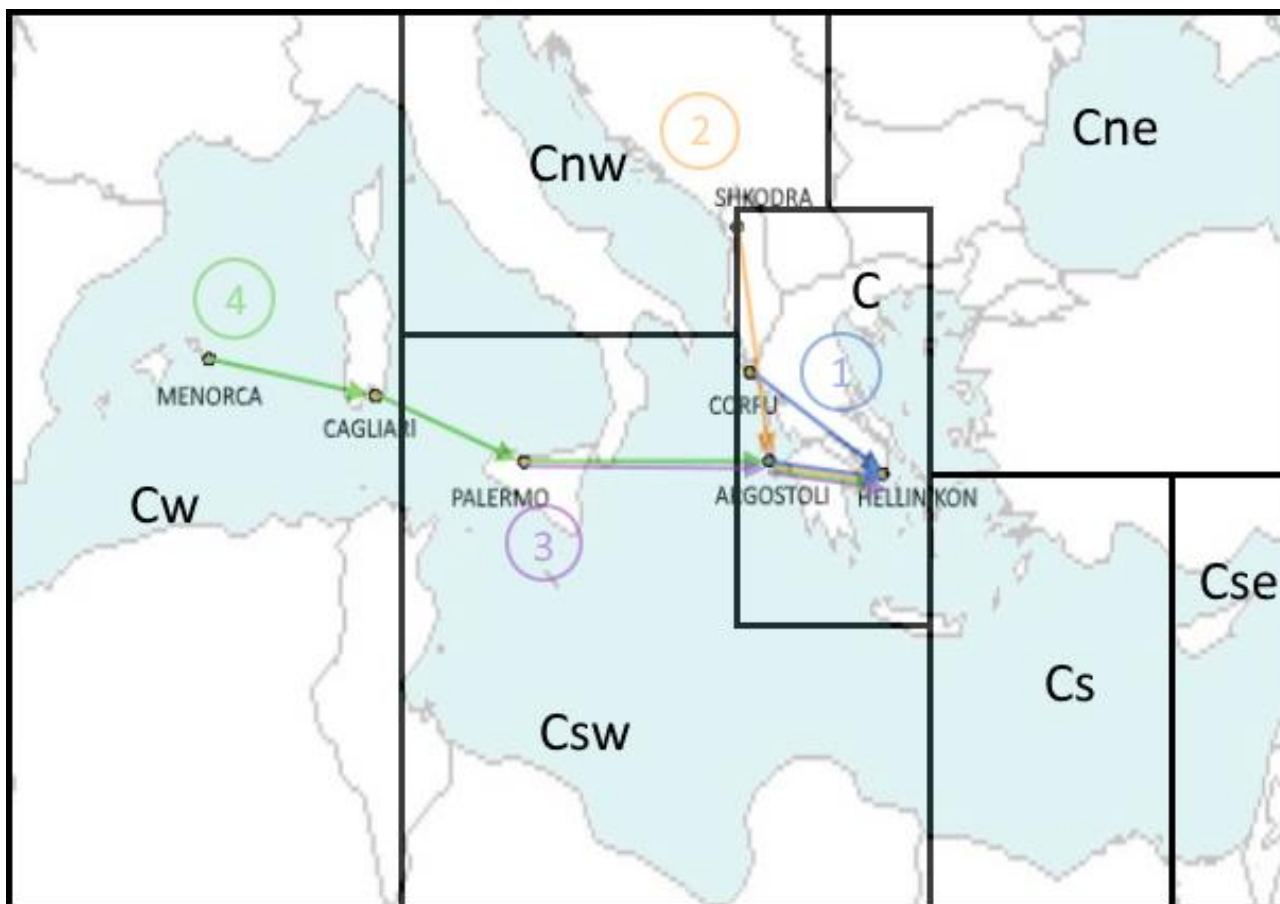 Cne
2
Cnw
SHKODRA
C
4
1
MENORCA
CORFU
CAGLIARI
PALERMO
ARGOSTOLI
HELLINIKON
Cw
3
Cse
Cs
Csw